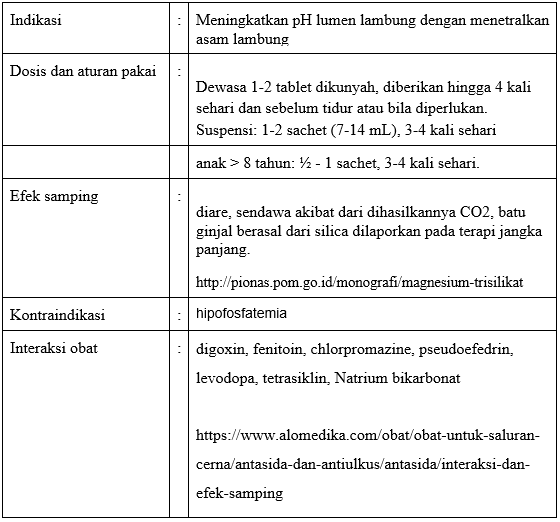 Indikasi : Meningkatkan pH lumen lambung dengan menetralkan
asam lambung
Dosis dan aturan pakai :
Dewasa 1-2 tablet dikunyah, diberikan hingga 4 kali
sehari dan sebelum tidur atau bila diperlukan.
Suspensi: 1-2 sachet (7-14 mL), 3-4 kali sehari
anak > 8 tahun: ½ - 1 sachet, 3-4 kali sehari.
Efek samping :
diare, sendawa akibat dari dihasilkannya CO2, batu
ginjal berasal dari silica dilaporkan pada terapi jangka
panjang.
http://pionas.pom.go.id/monografi/magnesium-trisilikat
Kontraindikasi : hipofosfatemia
Interaksi obat : digoxin, fenitoin, chlorpromazine, pseudoefedrin,
levodopa, tetrasiklin, Natrium bikarbonat
https://www.alomedika.com/obat/obat-untuk-saluran-
cerna/antasida-dan-antiulkus/antasida/interaksi-dan-
efek-samping